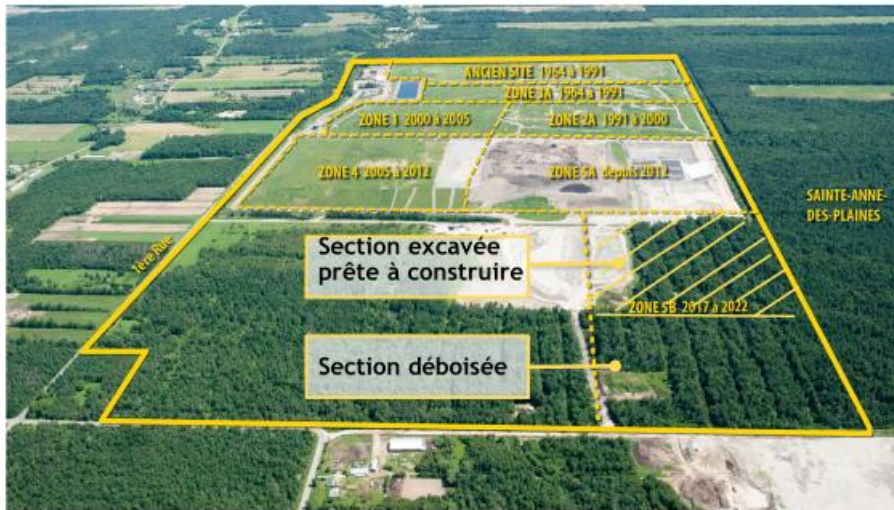 ANCIEN SITE 1964 à 1991
ZONE 3A 1964 à 1991
ZONE 1 2000 à 2005
ZONE 2A 1991 à 2000
ZONE 4 2005 à 2012
ZONE 5A depuis 2012
SAINTE-ANNE-
DES-PLAINES
1ère Rue
Section excavée
prête à construire
ZONE 5B 2017 à 2022
Section déboisée